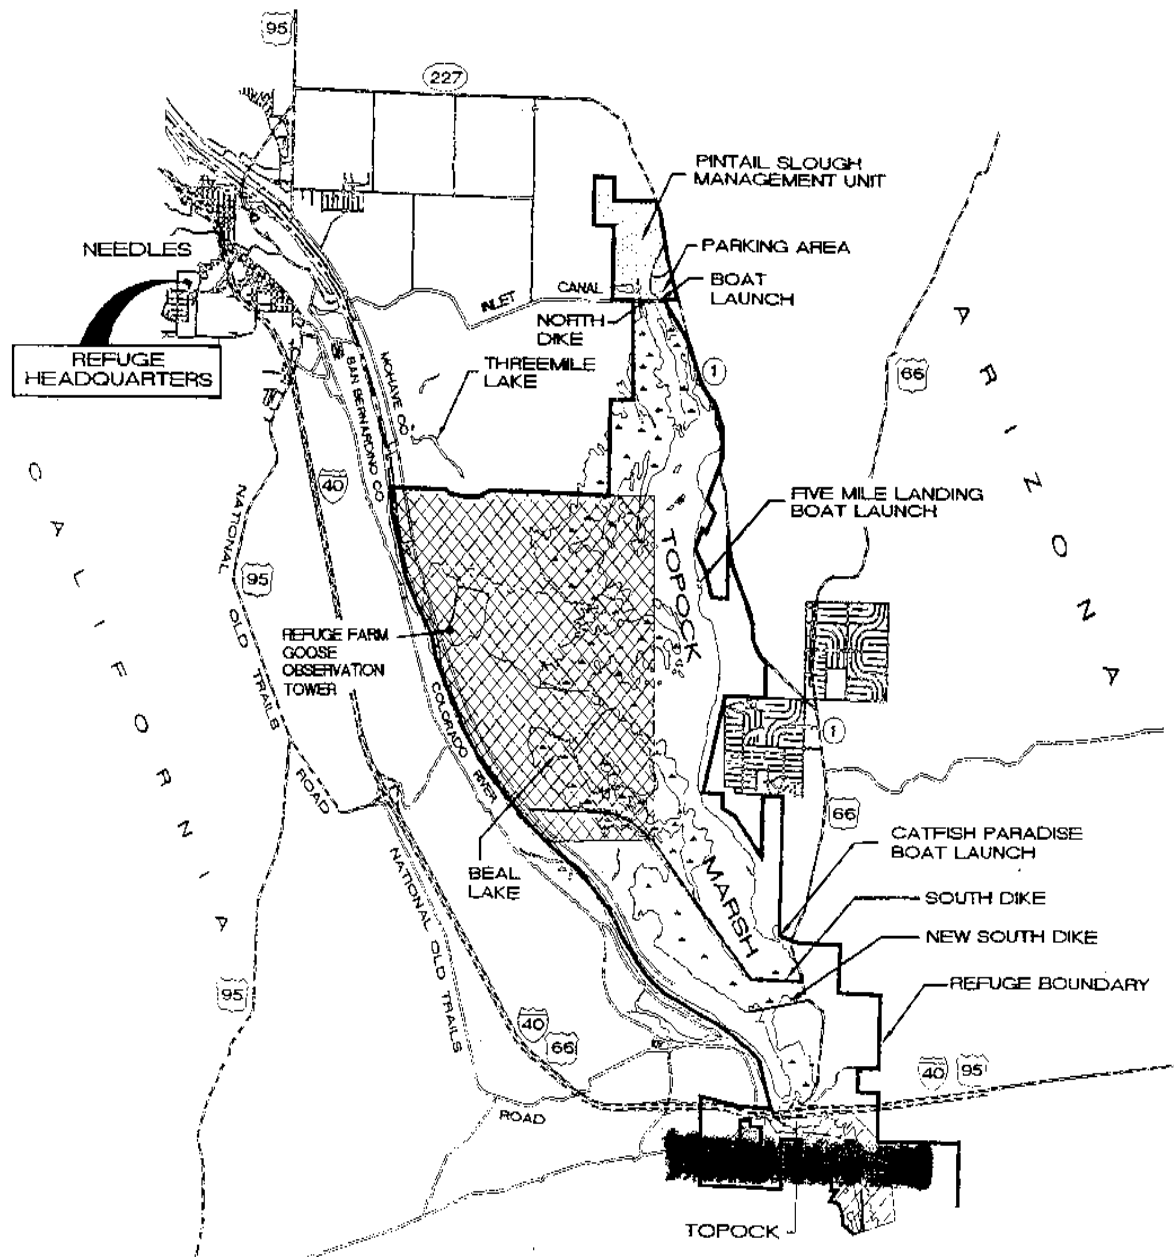 95
227
PINTAIL SLOUGH
MANAGEMENT UNIT
NEEDLES
PARKING AREA
BOAT
LAUNCH
INLET
CANAL
NORTH
DIKE
REFUGE
HEADQUARTERS
THREEMILE
LAKE
MOHAVE CO
SAN BERNARDINO CO
1
66
ARIZONA
CALIFORNIA
40
NATIONAL
OLD
TRAILS
ROAD
95
FIVE MILE LANDING
BOAT LAUNCH
TOPOCK
MARSH
REFUGE FARM
GOOSE
OBSERVATION
TOWER
COLORADO
RIVER
1
66
BEAL
LAKE
CATFISH PARADISE
BOAT LAUNCH
SOUTH DIKE
NEW SOUTH DIKE
REFUGE BOUNDARY
NATIONAL OLD TRAILS
ROAD
95
40
66
40
95
TOPOCK